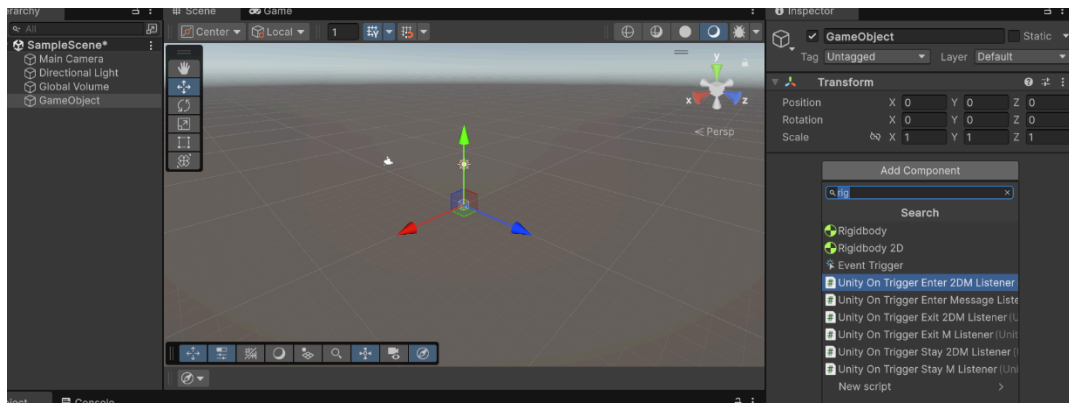 erarchy
All
SampleScene*
Main Camera
Directional Light
Global Volume
GameObject
Scene
Game
Center
Local
1
y
x
z
Persp
Inspector
GameObject
Static
Tag Untagged
Layer Default
Transform
Position X 0 Y 0 Z 0
Rotation X 0 Y 0 Z 0
Scale X 1 Y 1 Z 1
Add Component
rig
Search
Rigidbody
Rigidbody 2D
Event Trigger
Unity On Trigger Enter 2DM Listener
Unity On Trigger Enter Message Liste
Unity On Trigger Exit 2DM Listener (U
Unity On Trigger Exit M Listener (Unit
Unity On Trigger Stay 2DM Listener (
Unity On Trigger Stay M Listener (Uni
New script
Console